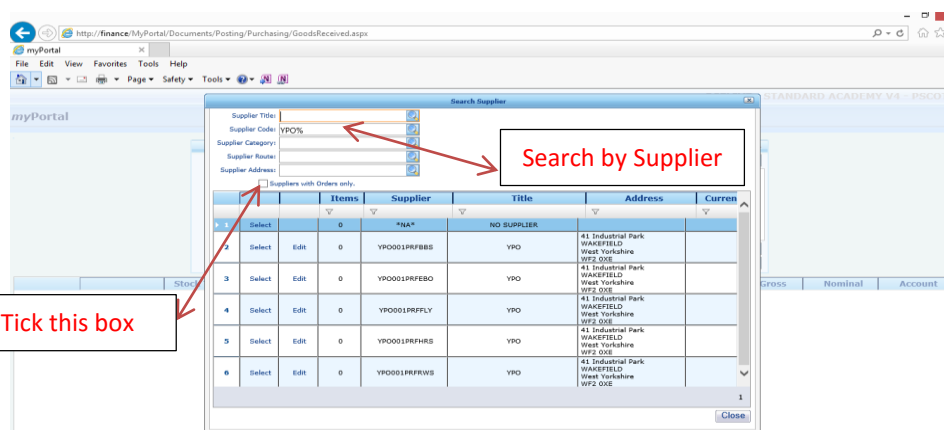 http://finance/MyPortal/Documents/Posting/Purchasing/GoodsReceived.aspx
myPortal
File Edit View Favorites Tools Help
Page Safety Tools
STANDARD ACADEMY V4 - PSCOT
myPortal
Search Supplier
Supplier Title:
Supplier Code: YPO%
Supplier Category:
Supplier Route:
Supplier Address:
Suppliers with Orders only.
Search by Supplier
Tick this box
Items Supplier Title Address Curren
1 Select 0 *NA* NO SUPPLIER
2 Select Edit 0 YPO001PRFBBS YPO 41 Industrial Park
WAKEFIELD
West Yorkshire
WF2 0XE
3 Select Edit 0 YPO001PRFEBO YPO 41 Industrial Park
WAKEFIELD
West Yorkshire
WF2 0XE
4 Select Edit 0 YPO001PRFFLY YPO 41 Industrial Park
WAKEFIELD
West Yorkshire
WF2 0XE
5 Select Edit 0 YPO001PRFHRS YPO 41 Industrial Park
WAKEFIELD
West Yorkshire
WF2 0XE
6 Select Edit 0 YPO001PRFRWS YPO 41 Industrial Park
WAKEFIELD
West Yorkshire
WF2 0XE
Stoc
Gross Nominal Account
1
Close